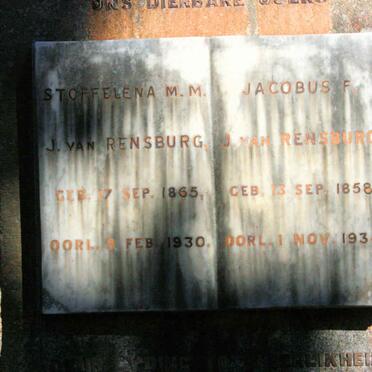 ONS DIERBARE OUERS
STOFFELENA M.M.
J. VAN RENSBURG,
GEB. 17 SEP. 1865,
OORL. 9 FEB. 1930.
JACOBUS F.
J. VAN RENSBURG
GEB. 13 SEP. 1858
OORL. 1 NOV. 193